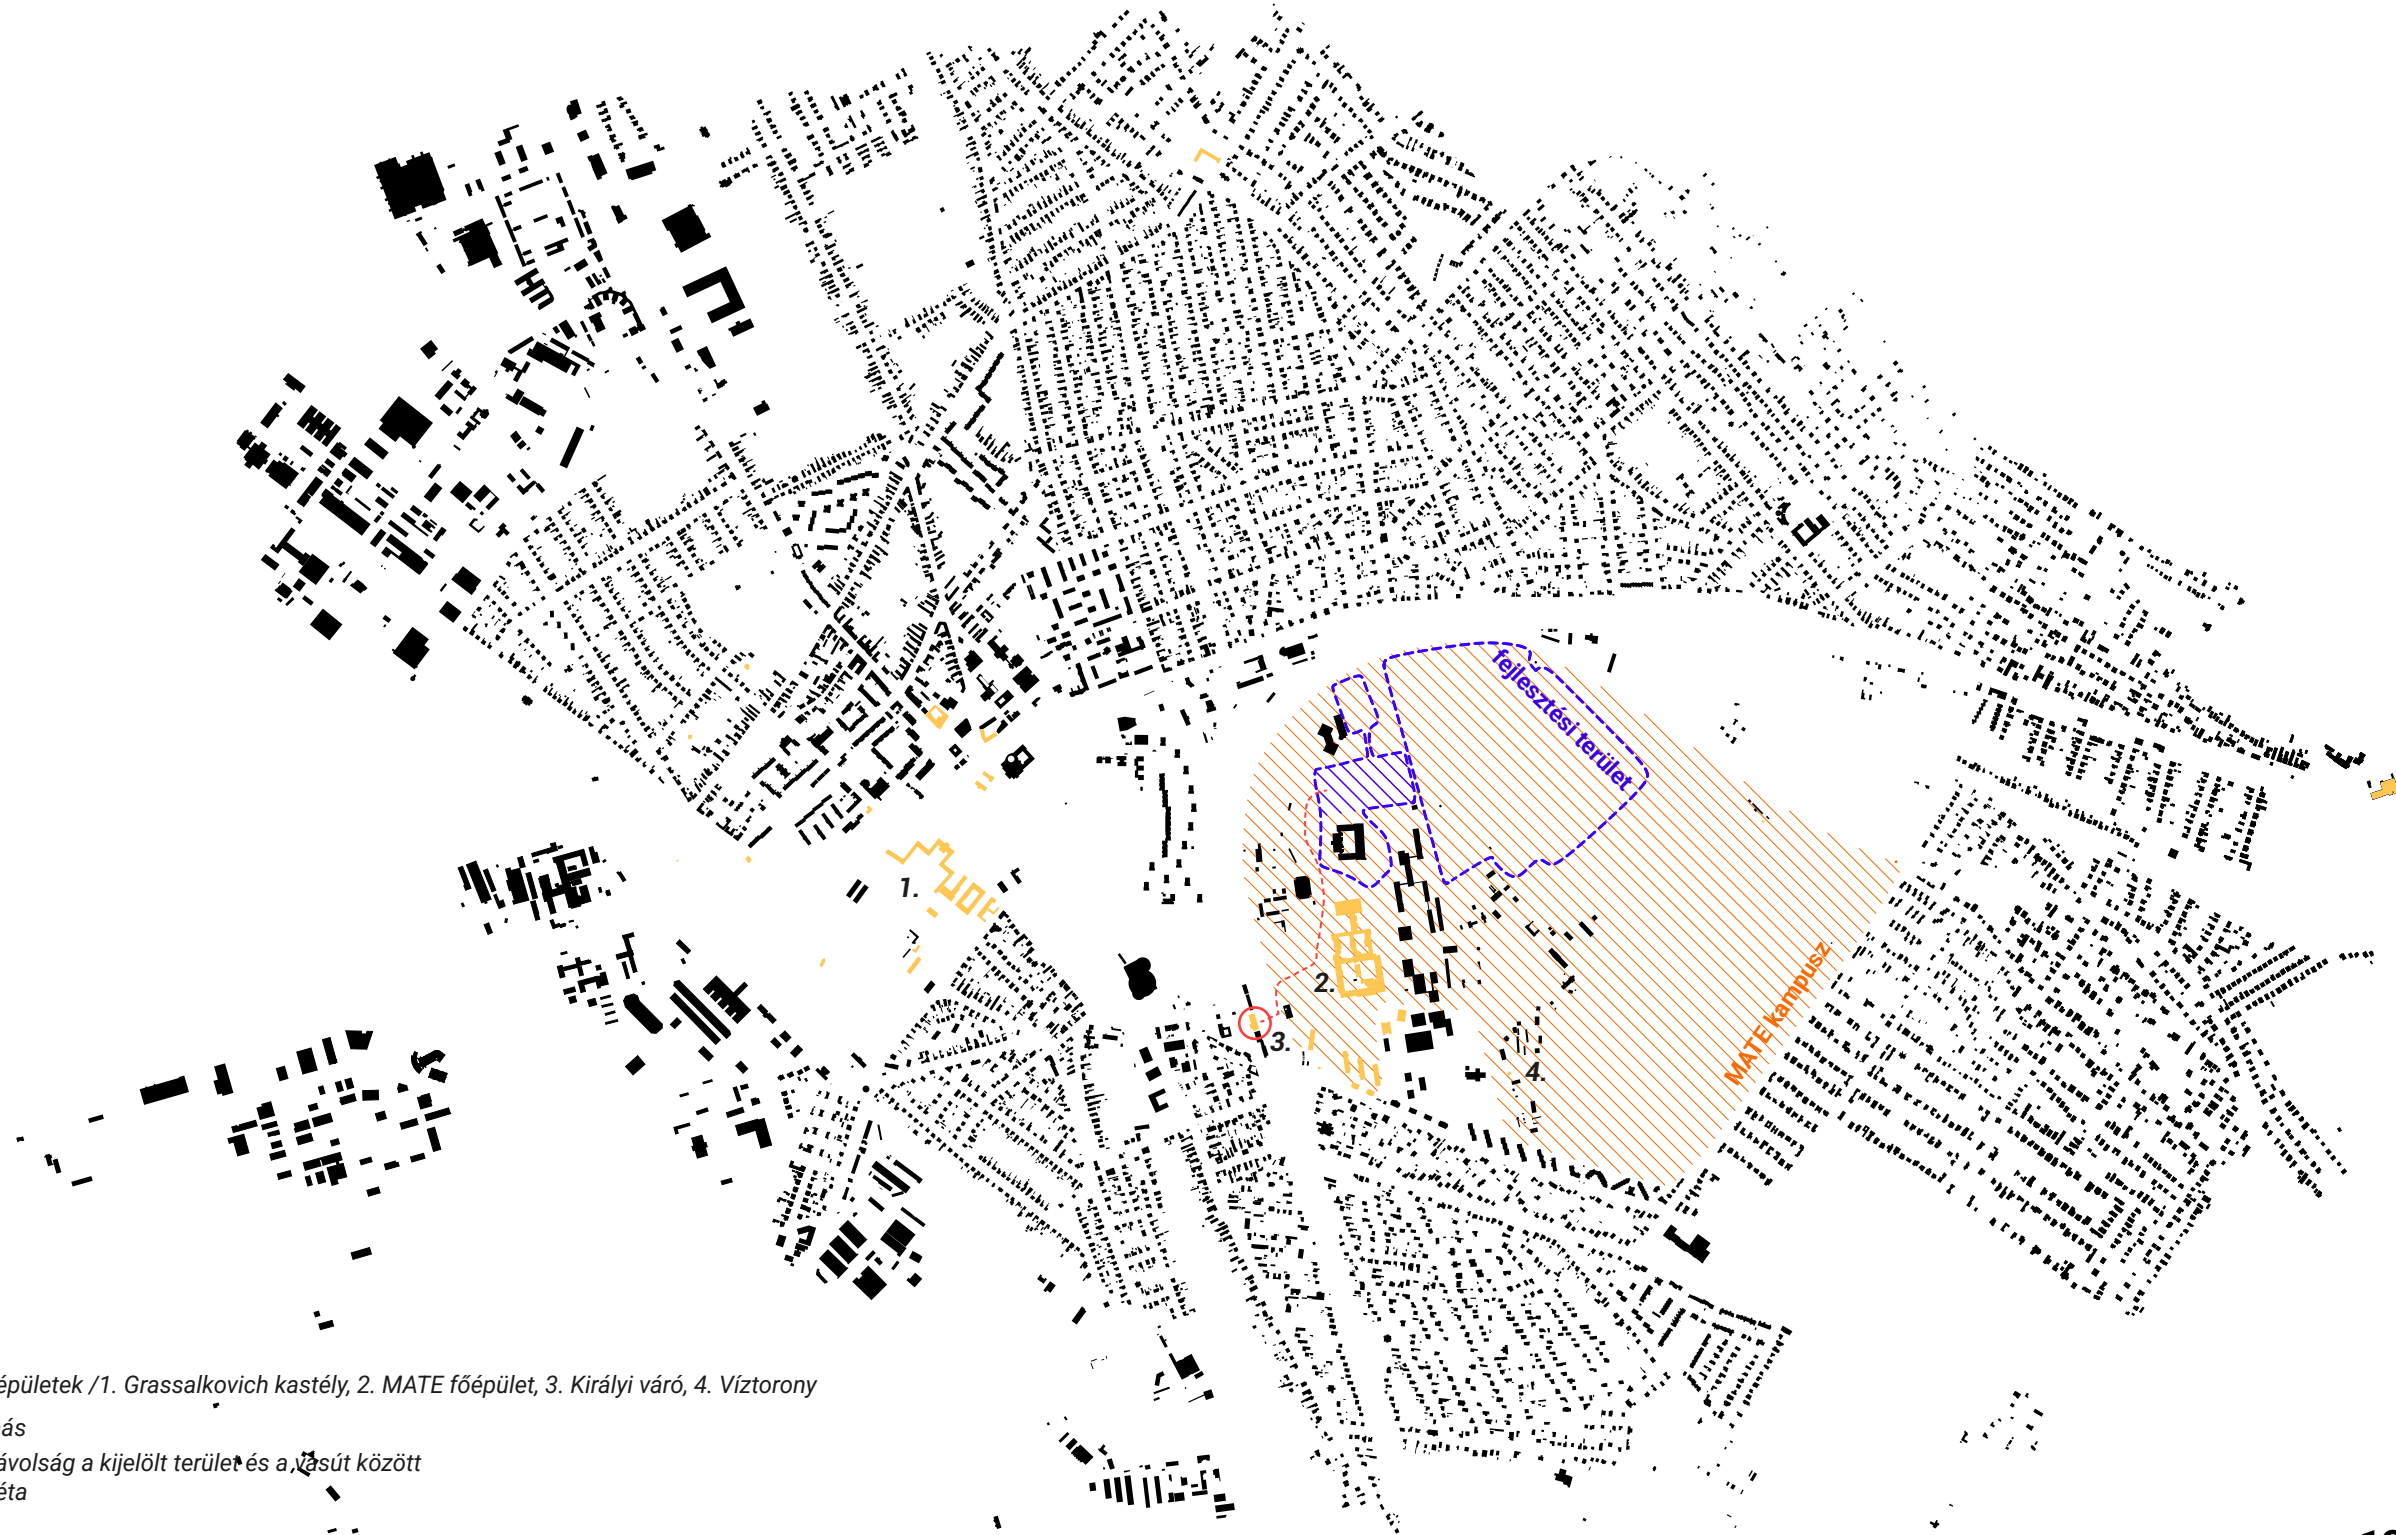 fejlesztési terület
1.
2.
MATE kampusz
3.
4.
épületek /1. Grassalkovich kastély, 2. MATE főépület, 3. Királyi váró, 4. Víztorony
ás
távolság a kijelölt terület és a vasút között
éta